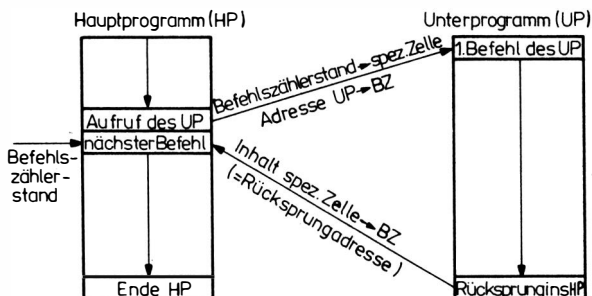 Hauptprogramm(HP)
Unterprogramm(UP)
1.Befehl des UP
Befehlszählerstand→spez.Zelle
Adresse UP→BZ
Aufruf des UP
nächster Befehl
Befehls-
zähler-
stand
Inhalt spez.Zelle→BZ
(=Rücksprungadresse)
Ende HP
Rücksprung ins HP